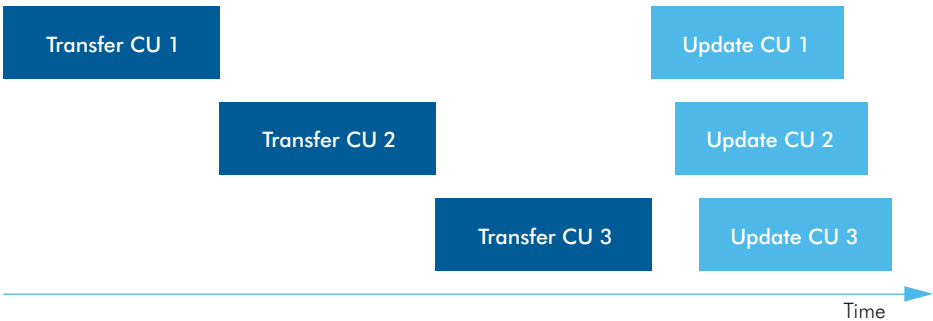 Transfer CU 1
Update CU 1
Transfer CU 2
Update CU 2
Transfer CU 3
Update CU 3
Time